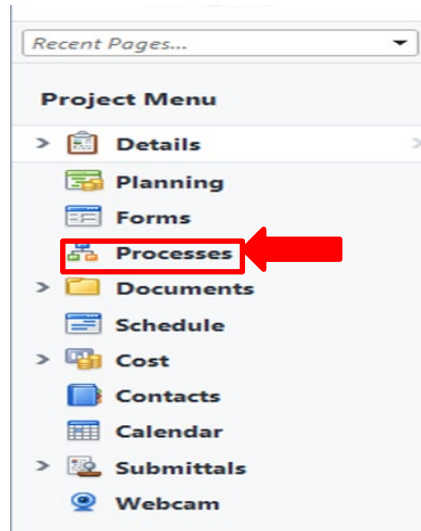 Recent Pages...
Project Menu
Details
Planning
Forms
Processes
Documents
Schedule
Cost
Contacts
Calendar
Submittals
Webcam